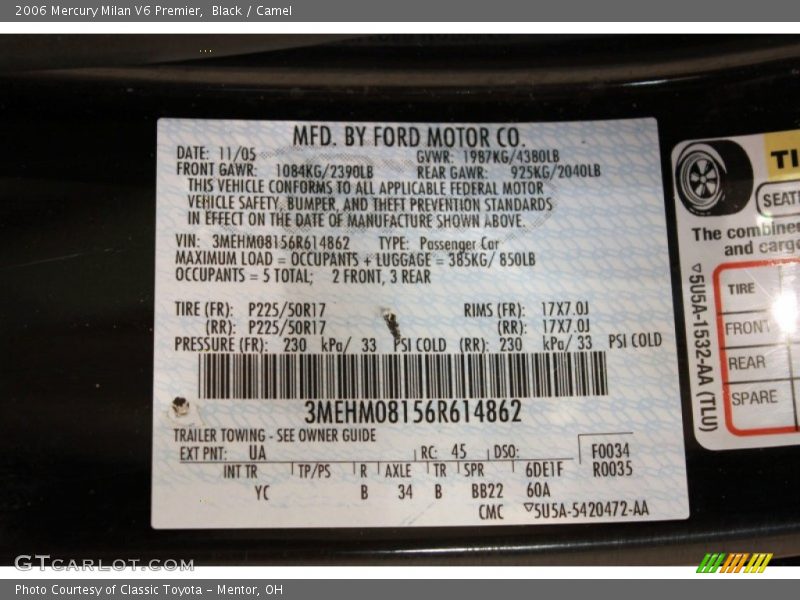 2006 Mercury Milan V6 Premier, Black / Camel
MFD. BY FORD MOTOR CO.
DATE: 11/05 GVWR: 1987KG/4380LB
FRONT GAWR: 1084KG/2390LB REAR GAWR: 925KG/2040LB
THIS VEHICLE CONFORMS TO ALL APPLICABLE FEDERAL MOTOR
VEHICLE SAFETY, BUMPER, AND THEFT PREVENTION STANDARDS
IN EFFECT ON THE DATE OF MANUFACTURE SHOWN ABOVE.
VIN: 3MEHM08156R614862 TYPE: Passenger Car
MAXIMUM LOAD = OCCUPANTS + LUGGAGE = 385KG/ 850LB
OCCUPANTS = 5 TOTAL; 2 FRONT, 3 REAR
TIRE (FR): P225/50R17 RIMS (FR): 17X7.0J
(RR): P225/50R17 (RR): 17X7.0J
PRESSURE (FR): 230 kPa/ 33 PSI COLD (RR): 230 kPa/ 33 PSI COLD
3MEHM08156R614862
TRAILER TOWING - SEE OWNER GUIDE
EXT PNT: UA RC: 45 DSO: F0034
INT TR TP/PS R AXLE TR SPR 6DE1F R0035
YC B 34 B BB22 60A
CMC ▽5U5A-5420472-AA
TI
SEATI
The combine
and cargo
▽5U5A-1532-AA (TLU)
TIRE
FRONT
REAR
SPARE
GTCarLot.com
Photo Courtesy of Classic Toyota - Mentor, OH